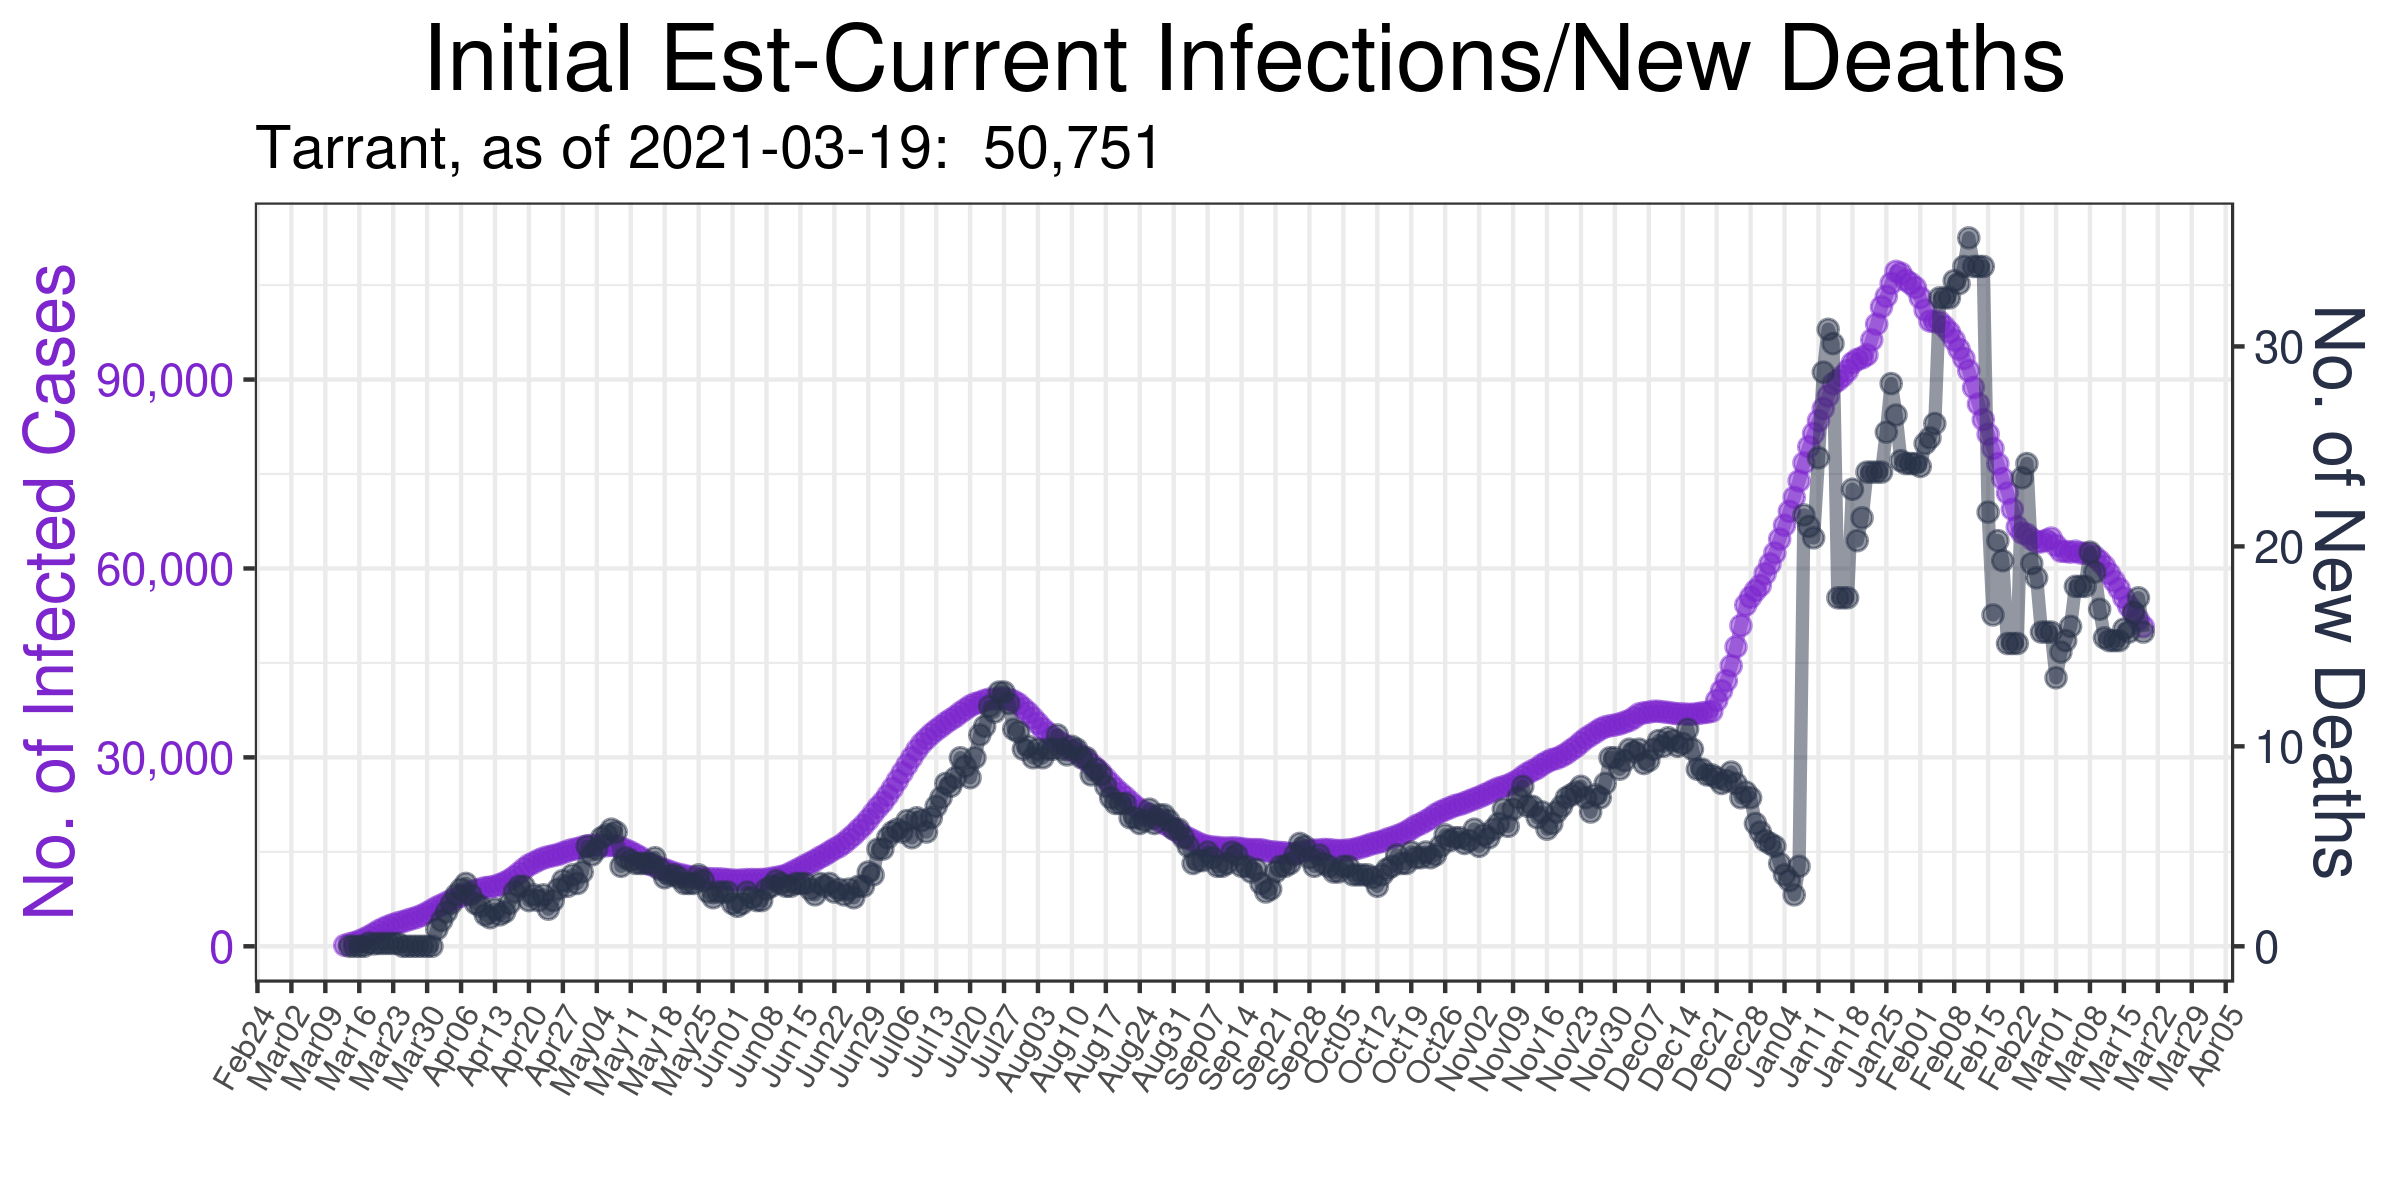 Initial Est-Current Infections/New Deaths
Tarrant, as of 2021-03-19:  50,751
No. of Infected Cases
90,000
60,000
30,000
0
30
20
10
0
No. of New Deaths
Feb24 Mar02 Mar09 Mar16 Mar23 Mar30 Apr06 Apr13 Apr20 Apr27 May04 May11 May18 May25 Jun01 Jun08 Jun15 Jun22 Jun29 Jul06 Jul13 Jul20 Jul27 Aug03 Aug10 Aug17 Aug24 Aug31 Sep07 Sep14 Sep21 Sep28 Oct05 Oct12 Oct19 Oct26 Nov02 Nov09 Nov16 Nov23 Nov30 Dec07 Dec14 Dec21 Dec28 Jan04 Jan11 Jan18 Jan25 Feb01 Feb08 Feb15 Feb22 Mar01 Mar08 Mar15 Mar22 Mar29 Apr05